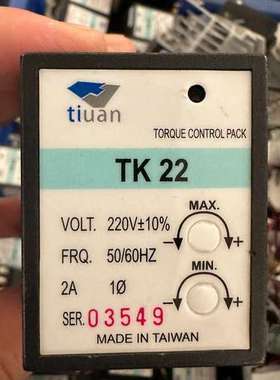 tiuan
TORQUE CONTROL PACK
TK 22
MAX.
VOLT. 220V±10%
- +
FRQ. 50/60HZ
MIN.
2A 1Ø
- +
SER. 03549
MADE IN TAIWAN